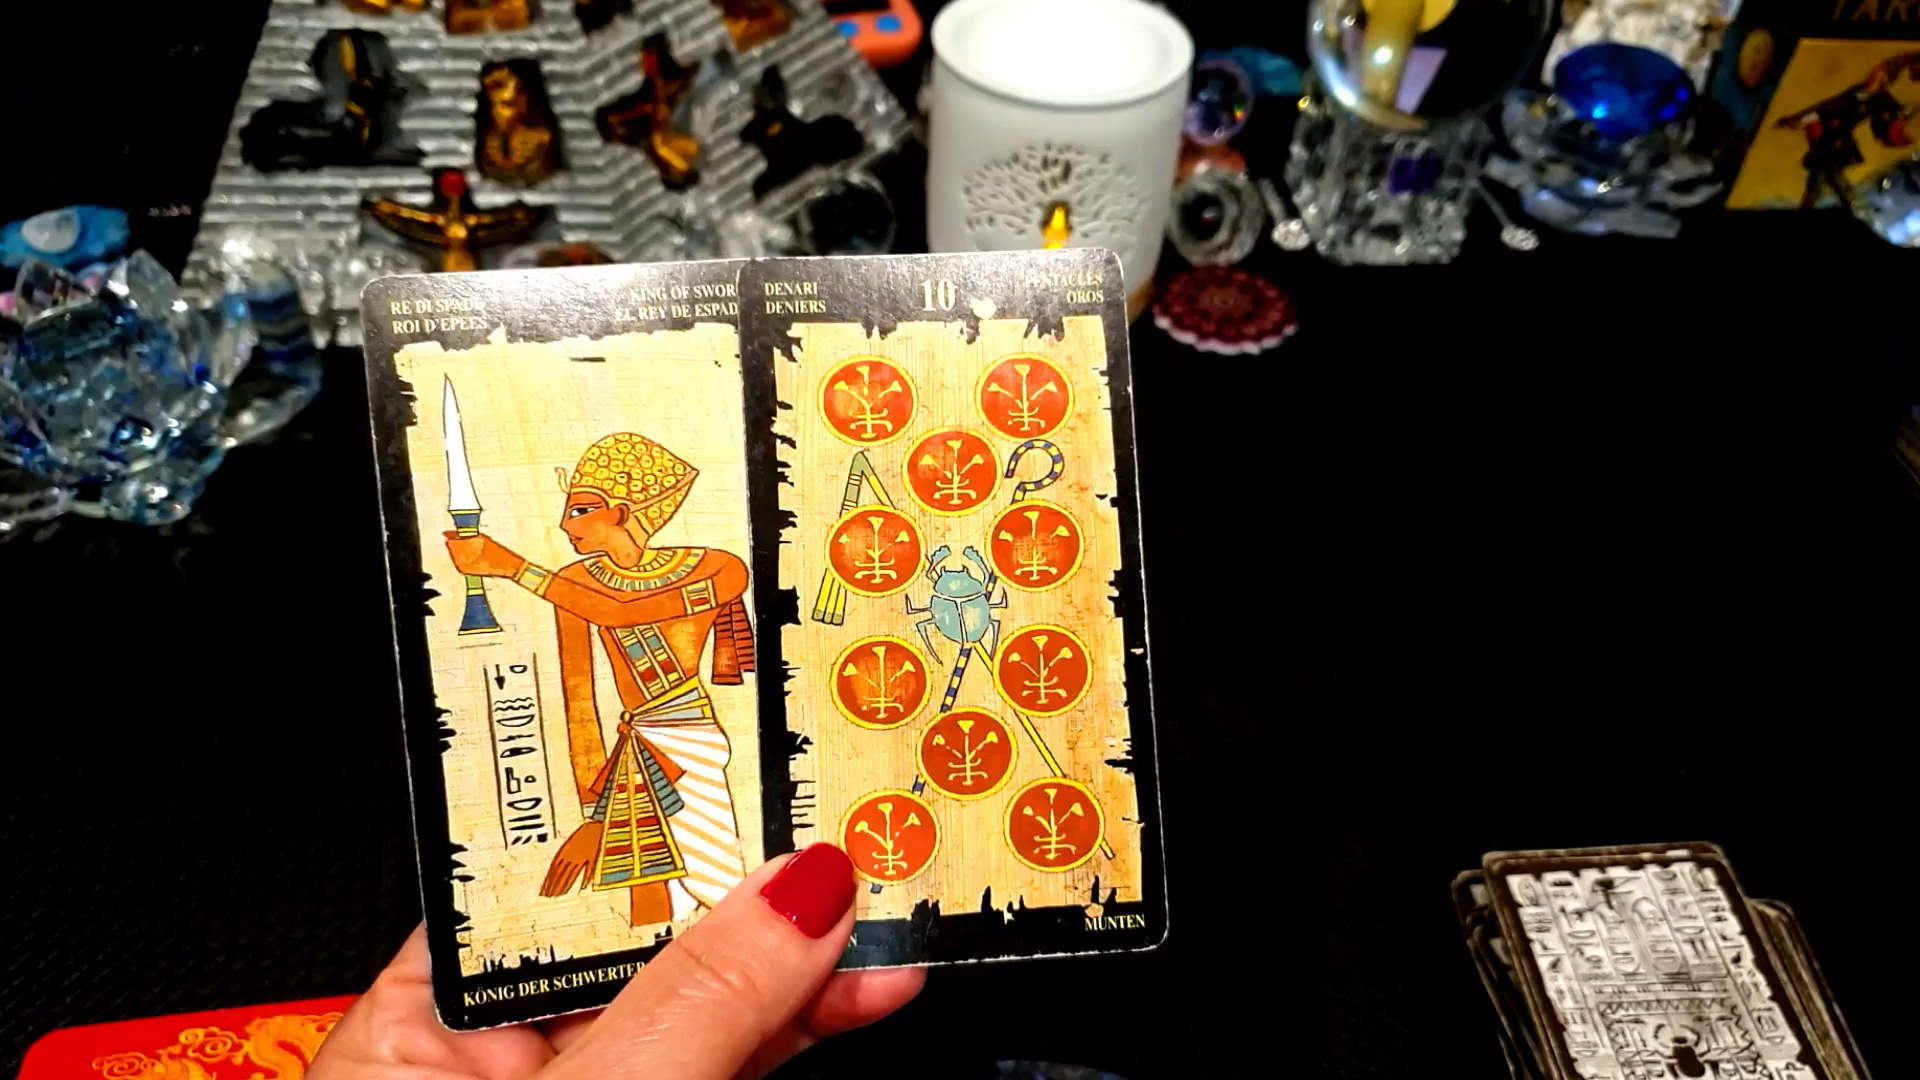 RE DI SPADE
ROI D'EPEES
KING OF SWOR
EL REY DE ESPAD
DENARI
DENIERS
10
PENTACLES
OROS
KÖNIG DER SCHWERTER
MUNTEN